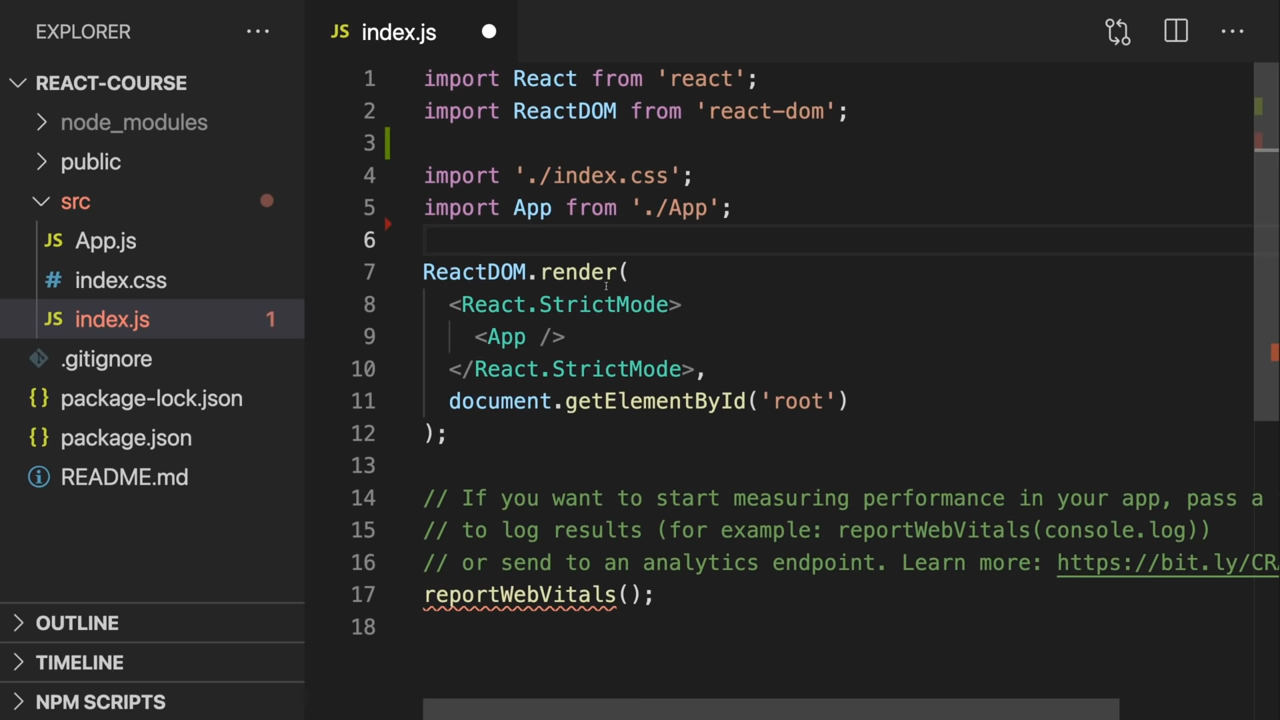 EXPLORER
REACT-COURSE
node_modules
public
src
JS App.js
# index.css
JS index.js 1
.gitignore
{} package-lock.json
{} package.json
README.md
OUTLINE
TIMELINE
NPM SCRIPTS
JS index.js
1 import React from 'react';
2 import ReactDOM from 'react-dom';
3
4 import './index.css';
5 import App from './App';
6
7 ReactDOM.render(
8   <React.StrictMode>
9     <App />
10   </React.StrictMode>,
11   document.getElementById('root')
12 );
13
14 // If you want to start measuring performance in your app, pass a
15 // to log results (for example: reportWebVitals(console.log))
16 // or send to an analytics endpoint. Learn more: https://bit.ly/CR
17 reportWebVitals();
18